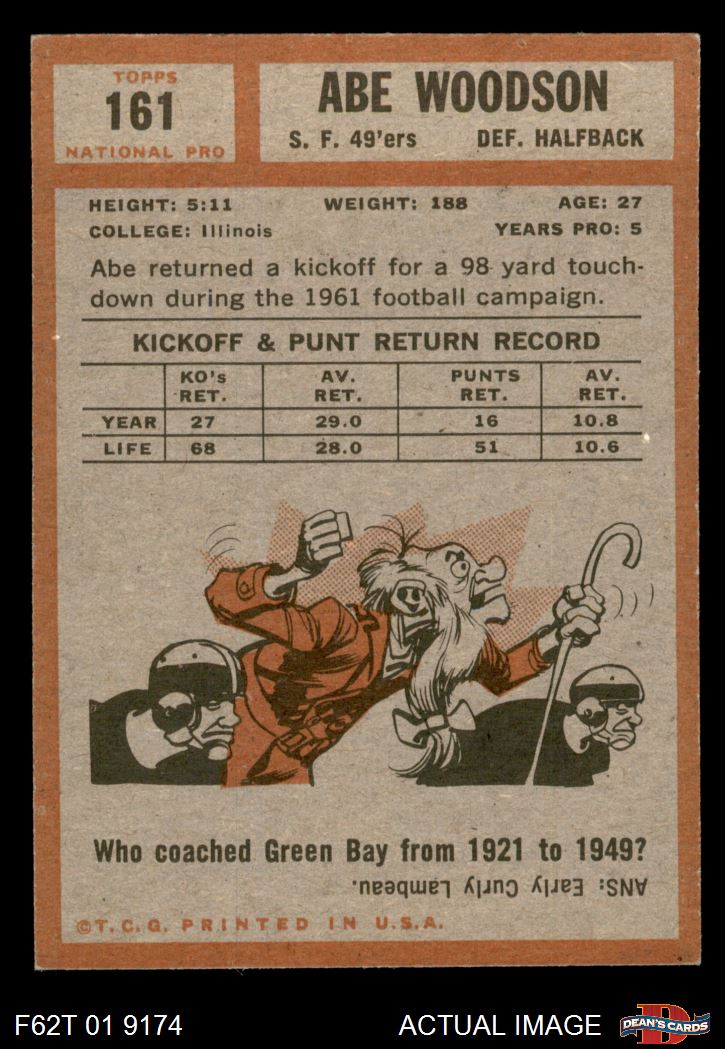 TOPPS
161
NATIONAL PRO
ABE WOODSON
S. F. 49'ers DEF. HALFBACK
HEIGHT: 5:11 WEIGHT: 188 AGE: 27
COLLEGE: Illinois YEARS PRO: 5
Abe returned a kickoff for a 98 yard touch-
down during the 1961 football campaign.
KICKOFF & PUNT RETURN RECORD
KO's AV. PUNTS AV.
RET. RET. RET. RET.
YEAR 27 29.0 16 10.8
LIFE 68 28.0 51 10.6
Who coached Green Bay from 1921 to 1949?
ANS: Early Curly Lambeau.
©T.C.G. PRINTED IN U.S.A.
F62T 01 9174 ACTUAL IMAGE
D
DEAN'S CARDS